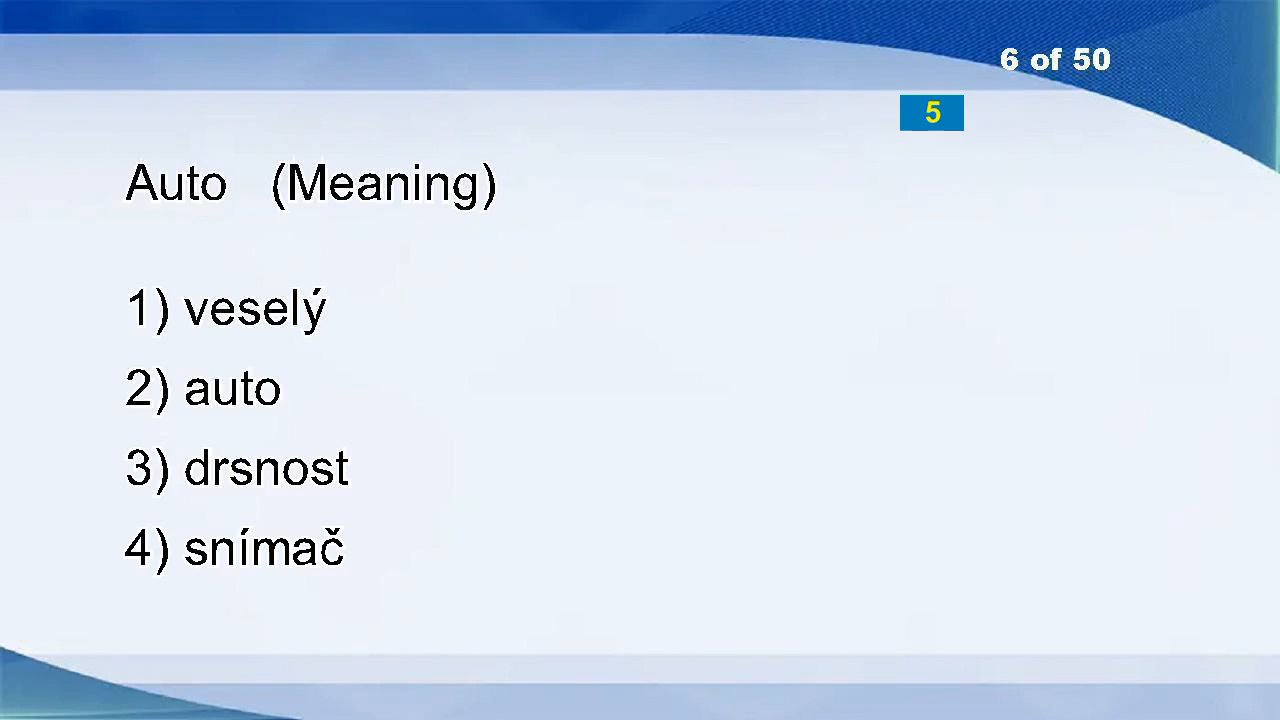 6 of 50
5
Auto (Meaning)
1) veselý
2) auto
3) drsnost
4) snímač